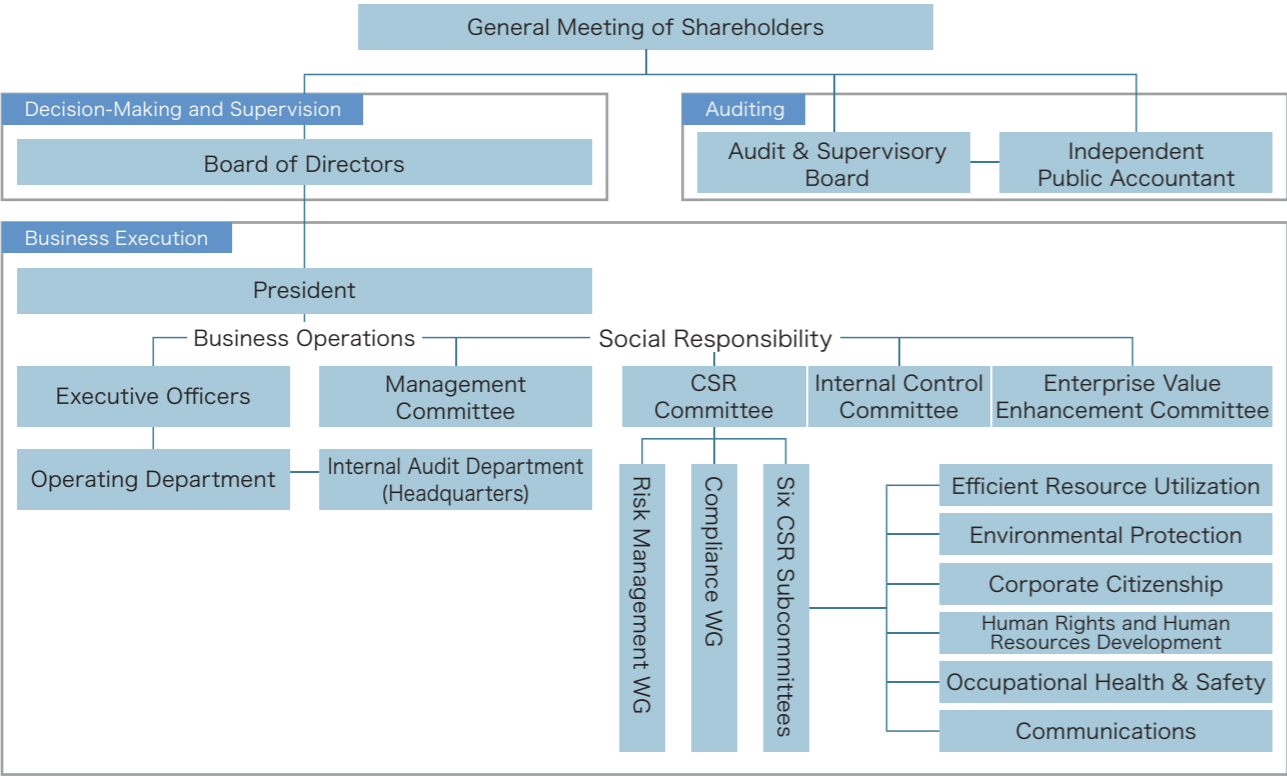 General Meeting of Shareholders
Decision-Making and Supervision
Board of Directors
Auditing
Audit & Supervisory
Board
Independent
Public Accountant
Business Execution
President
Business Operations
Social Responsibility
Executive Officers
Management
Committee
CSR
Committee
Internal Control
Committee
Enterprise Value
Enhancement Committee
Operating Department
Internal Audit Department
(Headquarters)
Risk Management WG
Compliance WG
Six CSR Subcommittees
Efficient Resource Utilization
Environmental Protection
Corporate Citizenship
Human Rights and Human
Resources Development
Occupational Health & Safety
Communications